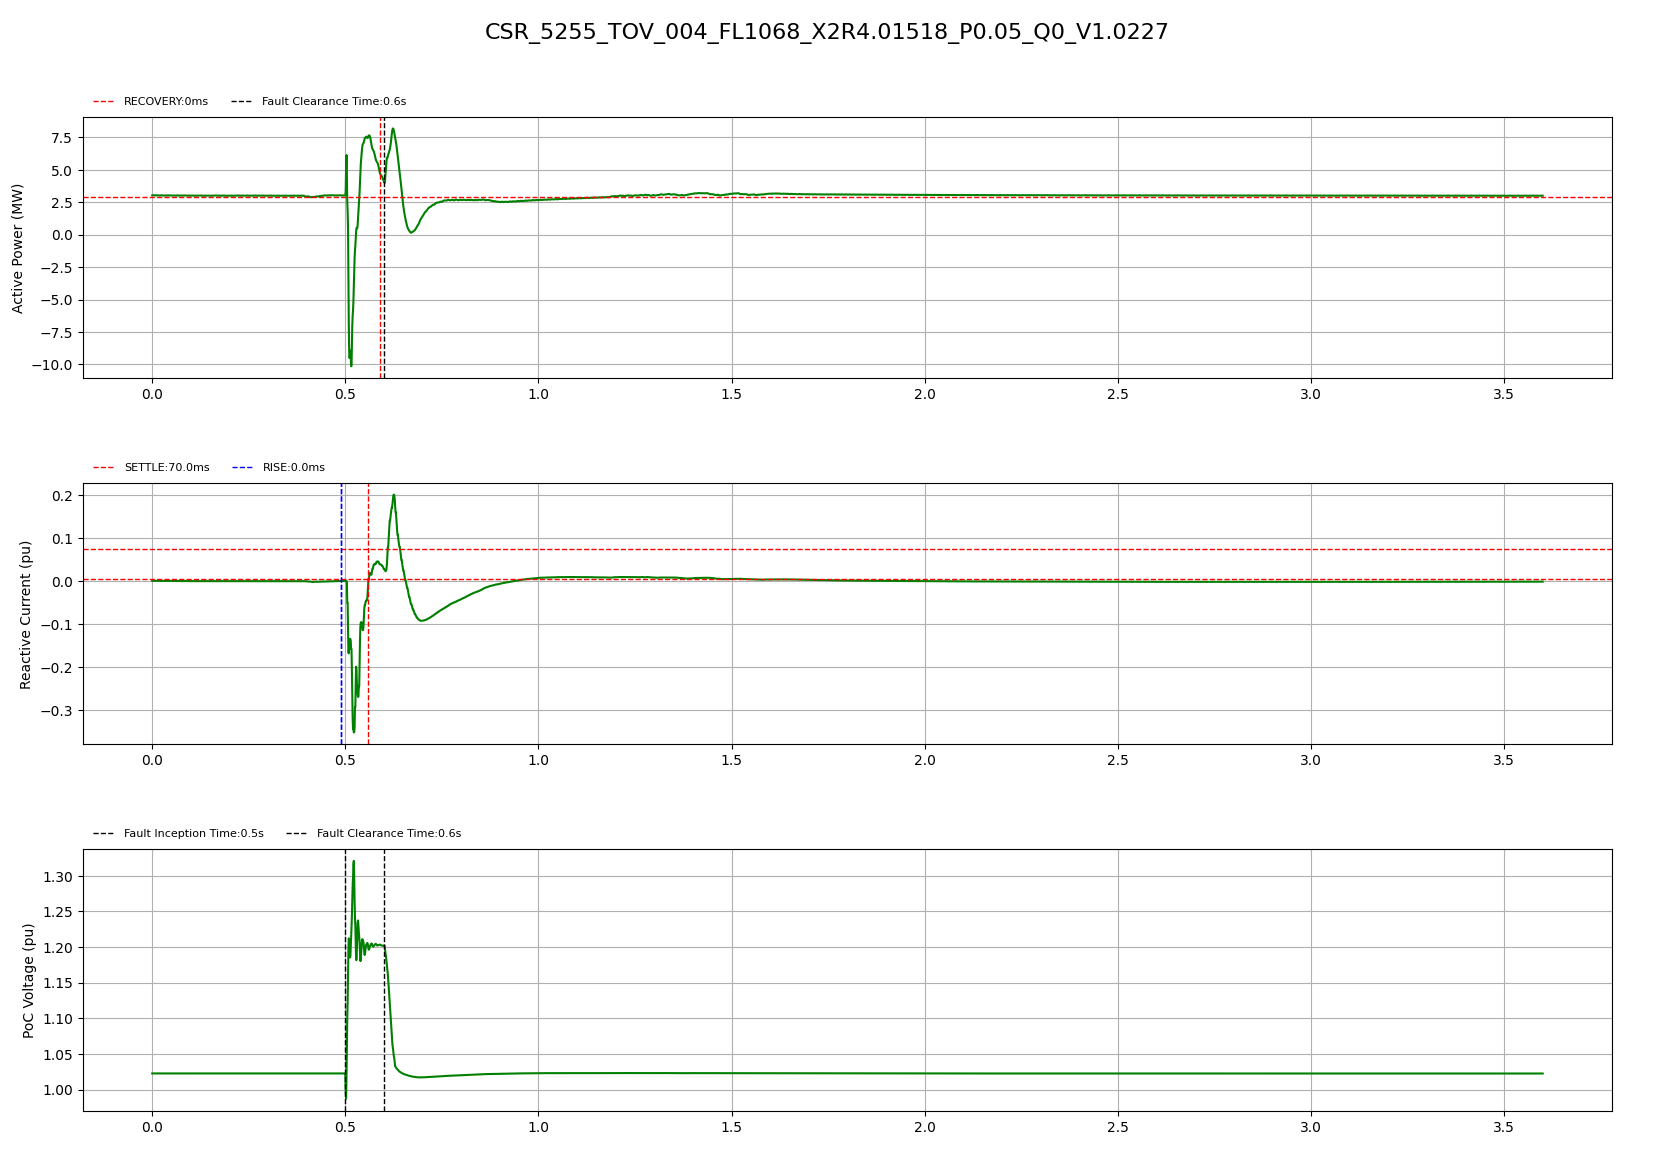 CSR_5255_TOV_004_FL1068_X2R4.01518_P0.05_Q0_V1.0227
RECOVERY:0ms Fault Clearance Time:0.6s
Active Power (MW)
7.5
5.0
2.5
0.0
−2.5
−5.0
−7.5
−10.0
0.0 0.5 1.0 1.5 2.0 2.5 3.0 3.5
SETTLE:70.0ms RISE:0.0ms
Reactive Current (pu)
0.2
0.1
0.0
−0.1
−0.2
−0.3
0.0 0.5 1.0 1.5 2.0 2.5 3.0 3.5
Fault Inception Time:0.5s Fault Clearance Time:0.6s
PoC Voltage (pu)
1.30
1.25
1.20
1.15
1.10
1.05
1.00
0.0 0.5 1.0 1.5 2.0 2.5 3.0 3.5